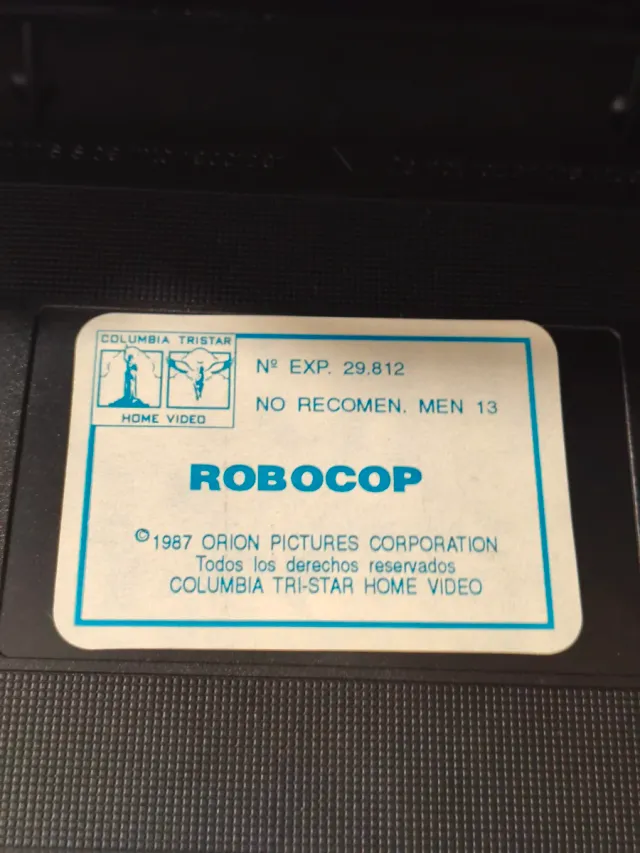 COLUMBIA TRISTAR
HOME VIDEO
Nº EXP. 29.812
NO RECOMEN. MEN 13
ROBOCOP
©1987 ORION PICTURES CORPORATION
Todos los derechos reservados
COLUMBIA TRI-STAR HOME VIDEO